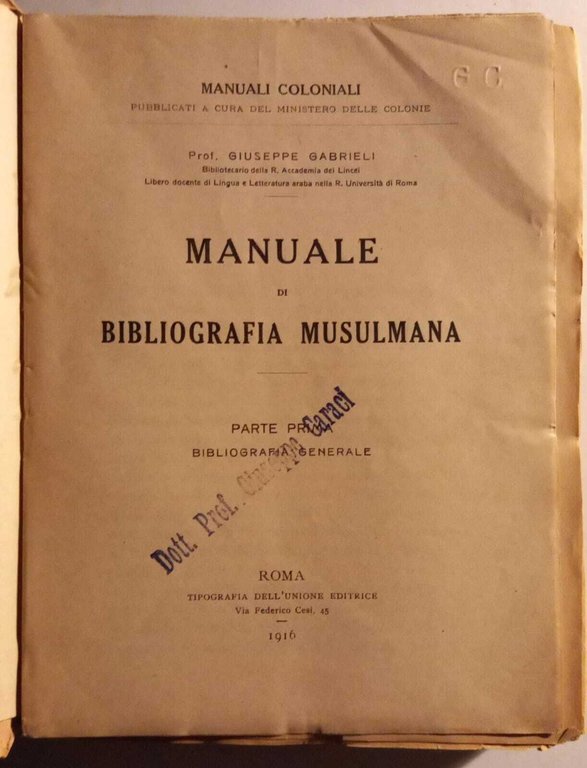 G C
MANUALI COLONIALI
PUBBLICATI A CURA DEL MINISTERO DELLE COLONIE
Prof. GIUSEPPE GABRIELI
Bibliotecario della R. Accademia dei Lincei
Libero docente di Lingua e Letteratura araba nella R. Università di Roma
MANUALE
DI
BIBLIOGRAFIA MUSULMANA
PARTE PRIMA
BIBLIOGRAFIA GENERALE
Dott. Prof. Giuseppe Caraci
ROMA
TIPOGRAFIA DELL'UNIONE EDITRICE
Via Federico Cesi, 45
1916